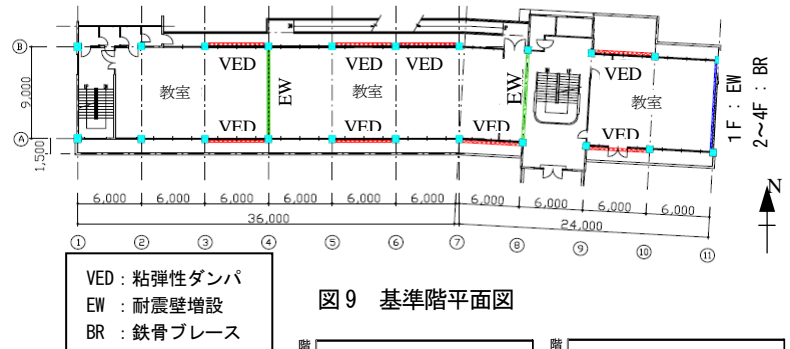 B
VED
VED
VED
VED
9,000
教室
EW
教室
EW
教室
1F : EW
2~4F : BR
VED
VED
VED
VED
A
1,500
N
6,000 6,000 6,000 6,000 6,000 6,000 6,000 6,000 6,000 6,000
36,000
24,000
① ② ③ ④ ⑤ ⑥ ⑦ ⑧ ⑨ ⑩ ⑪
VED:粘弾性ダンパ
EW :耐震壁増設
BR :鉄骨ブレース
図9 基準階平面図
階
階